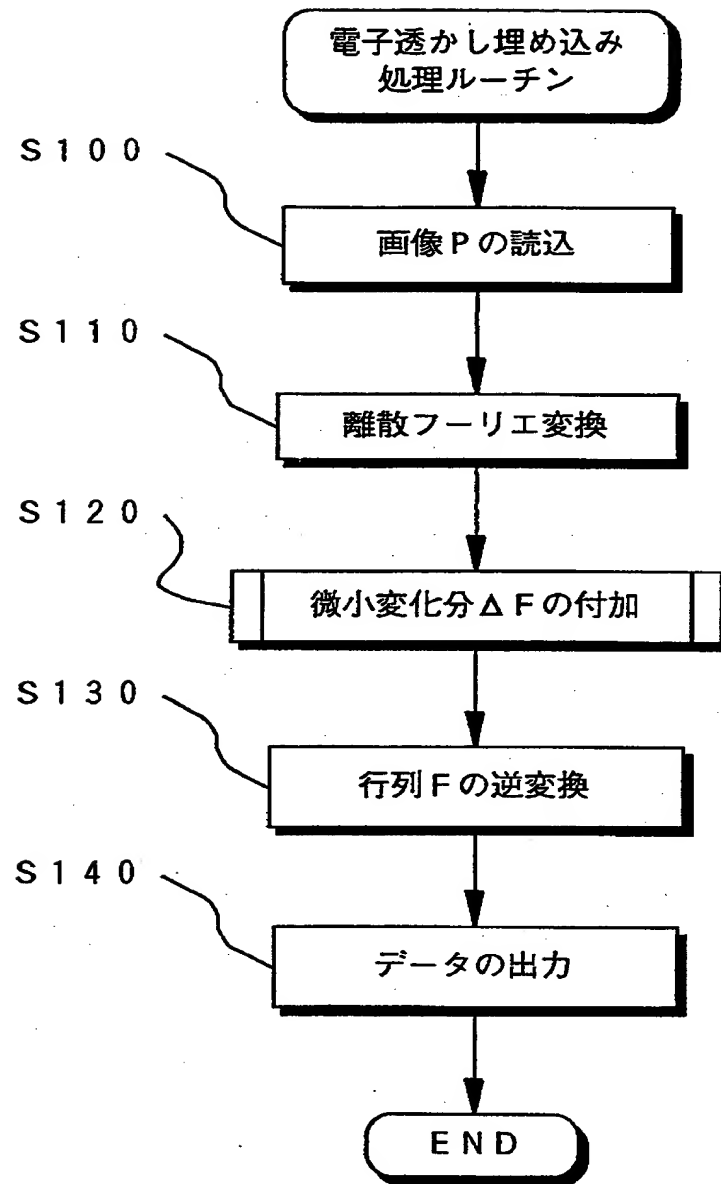 電子透かし埋め込み
処理ルーチン
S100
画像Pの読込
S110
離散フーリエ変換
S120
微小変化分ΔFの付加
S130
行列Fの逆変換
S140
データの出力
END